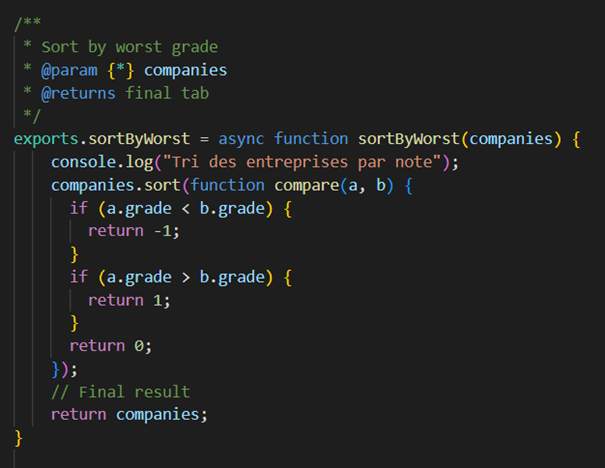 /**
 * Sort by worst grade
 * @param {*} companies
 * @returns final tab
 */
exports.sortByWorst = async function sortByWorst(companies) {
    console.log("Tri des entreprises par note");
    companies.sort(function compare(a, b) {
      if (a.grade < b.grade) {
        return -1;
      }
      if (a.grade > b.grade) {
        return 1;
      }
      return 0;
    });
    // Final result
    return companies;
}